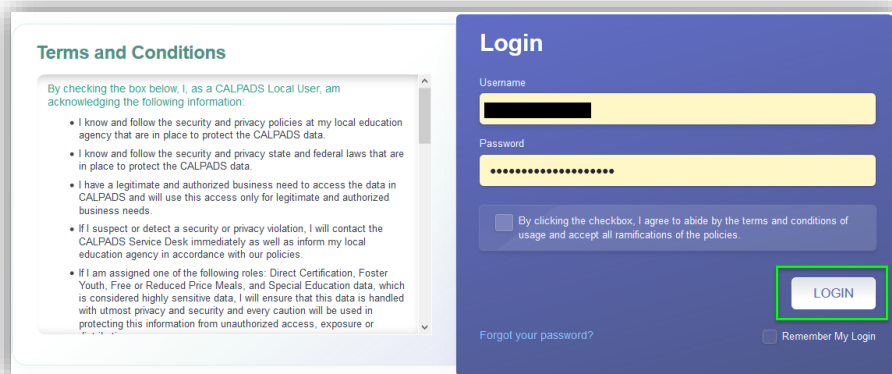 Terms and Conditions
By checking the box below, I, as a CALPADS Local User, am
acknowledging the following information:
• I know and follow the security and privacy policies at my local education
agency that are in place to protect the CALPADS data.
• I know and follow the security and privacy state and federal laws that are
in place to protect the CALPADS data.
• I have a legitimate and authorized business need to access the data in
CALPADS and will use this access only for legitimate and authorized
business needs.
• If I suspect or detect a security or privacy violation, I will contact the
CALPADS Service Desk immediately as well as inform my local
education agency in accordance with our policies.
• If I am assigned one of the following roles: Direct Certification, Foster
Youth, Free or Reduced Price Meals, and Special Education data, which
is considered highly sensitive data, I will ensure that this data is handled
with utmost privacy and security and every caution will be used in
protecting this information from unauthorized access, exposure or
Login
Username
Password
By clicking the checkbox, I agree to abide by the terms and conditions of
usage and accept all ramifications of the policies.
LOGIN
Forgot your password?
Remember My Login